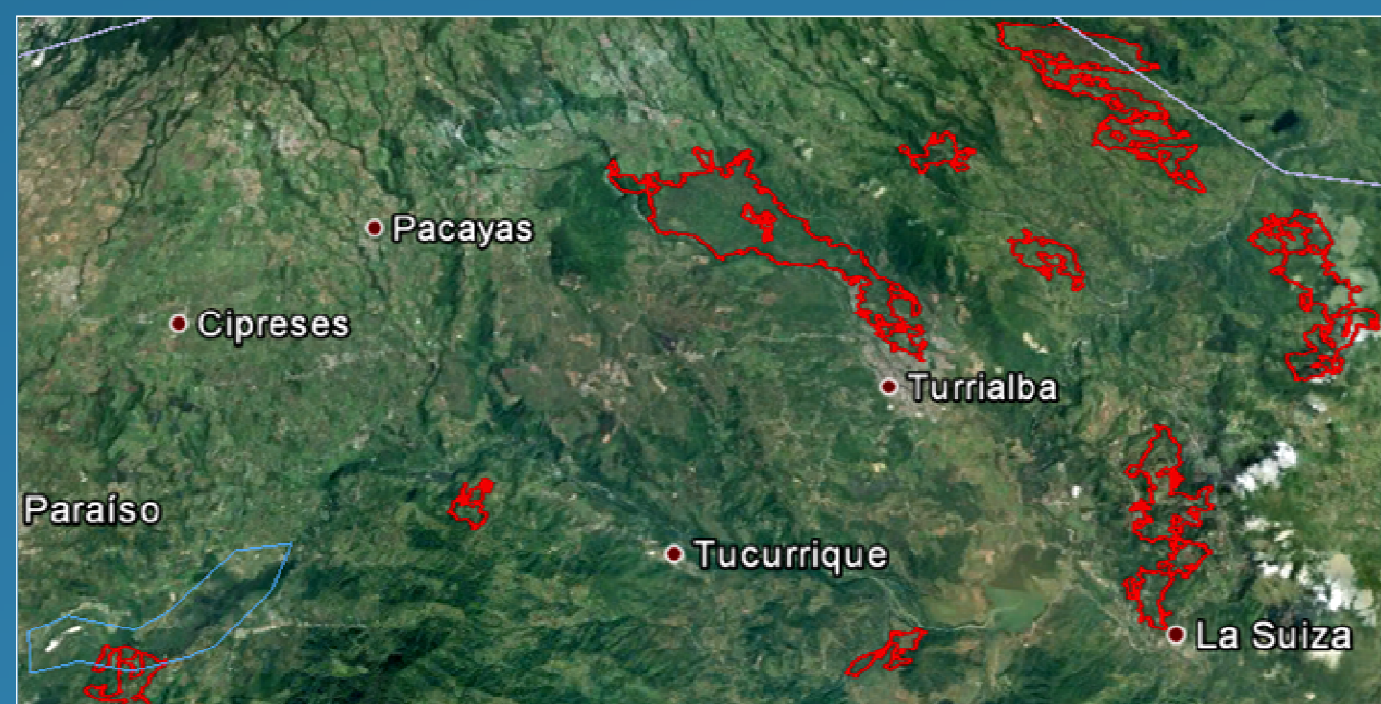 Pacayas
Cipreses
Turrialba
Paraíso
Tucurrique
La Suiza